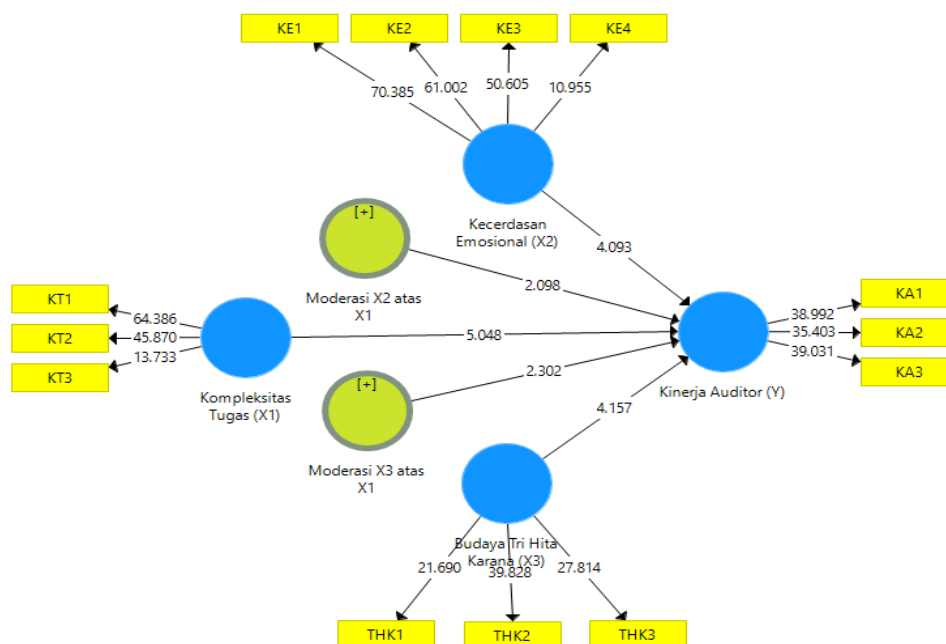 KE1
KE2
KE3
KE4
70.385
61.002
50.605
10.955
Kecerdasan
Emosional (X2)
[+]
Moderasi X2 atas
X1
4.093
2.098
KT1
KT2
KT3
64.386
45.870
13.733
Kompleksitas
Tugas (X1)
5.048
KA1
KA2
KA3
38.992
35.403
39.031
Kinerja Auditor (Y)
[+]
Moderasi X3 atas
X1
2.302
4.157
Budaya Tri Hita
Karana (X3)
21.690
39.828
27.814
THK1
THK2
THK3